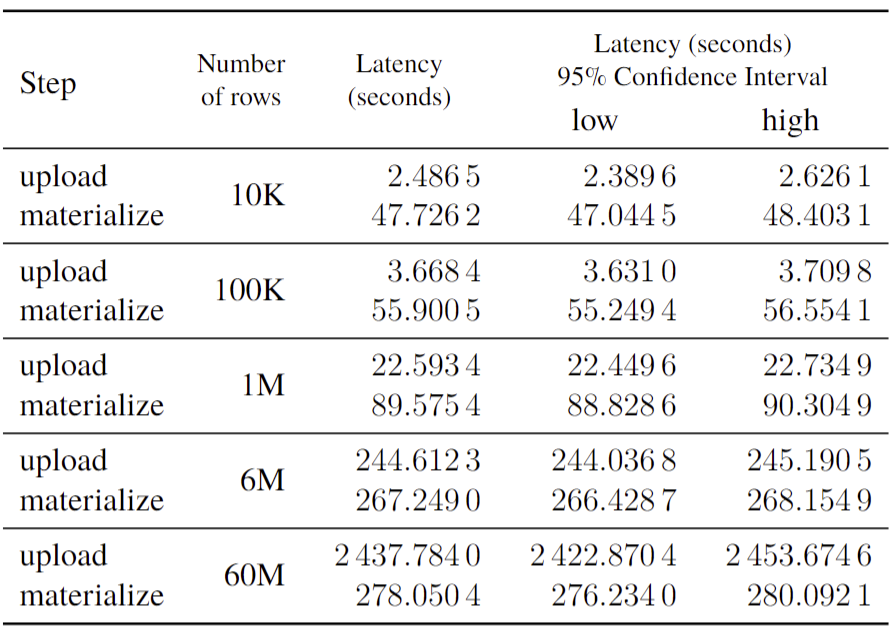 Step Number of rows Latency (seconds) Latency (seconds) 95% Confidence Interval
low high
upload 10K 2.486 5 2.389 6 2.626 1
materialize 47.726 2 47.044 5 48.403 1
upload 100K 3.668 4 3.631 0 3.709 8
materialize 55.900 5 55.249 4 56.554 1
upload 1M 22.593 4 22.449 6 22.734 9
materialize 89.575 4 88.828 6 90.304 9
upload 6M 244.612 3 244.036 8 245.190 5
materialize 267.249 0 266.428 7 268.154 9
upload 60M 2 437.784 0 2 422.870 4 2 453.674 6
materialize 278.050 4 276.234 0 280.092 1